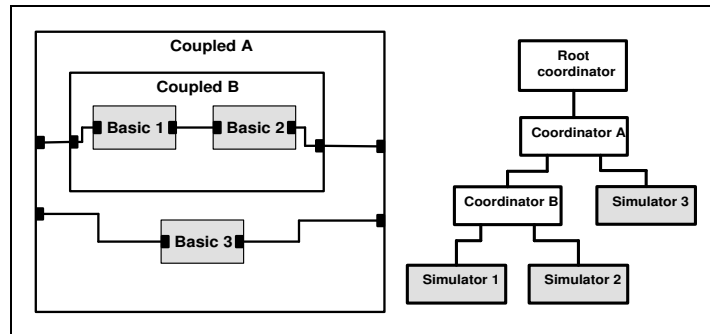 Coupled A
Coupled B
Basic 1
Basic 2
Basic 3
Root
coordinator
Coordinator A
Coordinator B
Simulator 3
Simulator 1
Simulator 2